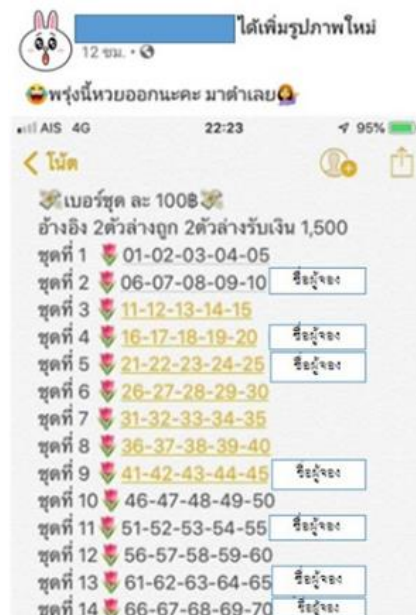 ได้เพิ่มรูปภาพใหม่
12 ชม.
😂พรุ่งนี้หวยออกนะคะ มาตำเลย💁‍♀️
AIS 4G 22:23 95%
โน้ต
💸เบอร์ชุด ละ 100฿💸
อ้างอิง 2ตัวล่างถูก 2ตัวล่างรับเงิน 1,500
ชุดที่ 1 🌷 01-02-03-04-05
ชุดที่ 2 🌷 06-07-08-09-10 ชื่อผู้จอง
ชุดที่ 3 🌷 11-12-13-14-15
ชุดที่ 4 🌷 16-17-18-19-20 ชื่อผู้จอง
ชุดที่ 5 🌷 21-22-23-24-25 ชื่อผู้จอง
ชุดที่ 6 🌷 26-27-28-29-30
ชุดที่ 7 🌷 31-32-33-34-35
ชุดที่ 8 🌷 36-37-38-39-40
ชุดที่ 9 🌷 41-42-43-44-45 ชื่อผู้จอง
ชุดที่ 10 🌷 46-47-48-49-50
ชุดที่ 11 🌷 51-52-53-54-55 ชื่อผู้จอง
ชุดที่ 12 🌷 56-57-58-59-60
ชุดที่ 13 🌷 61-62-63-64-65 ชื่อผู้จอง
ชุดที่ 14 🌷 66-67-68-69-70 ชื่อผู้จอง